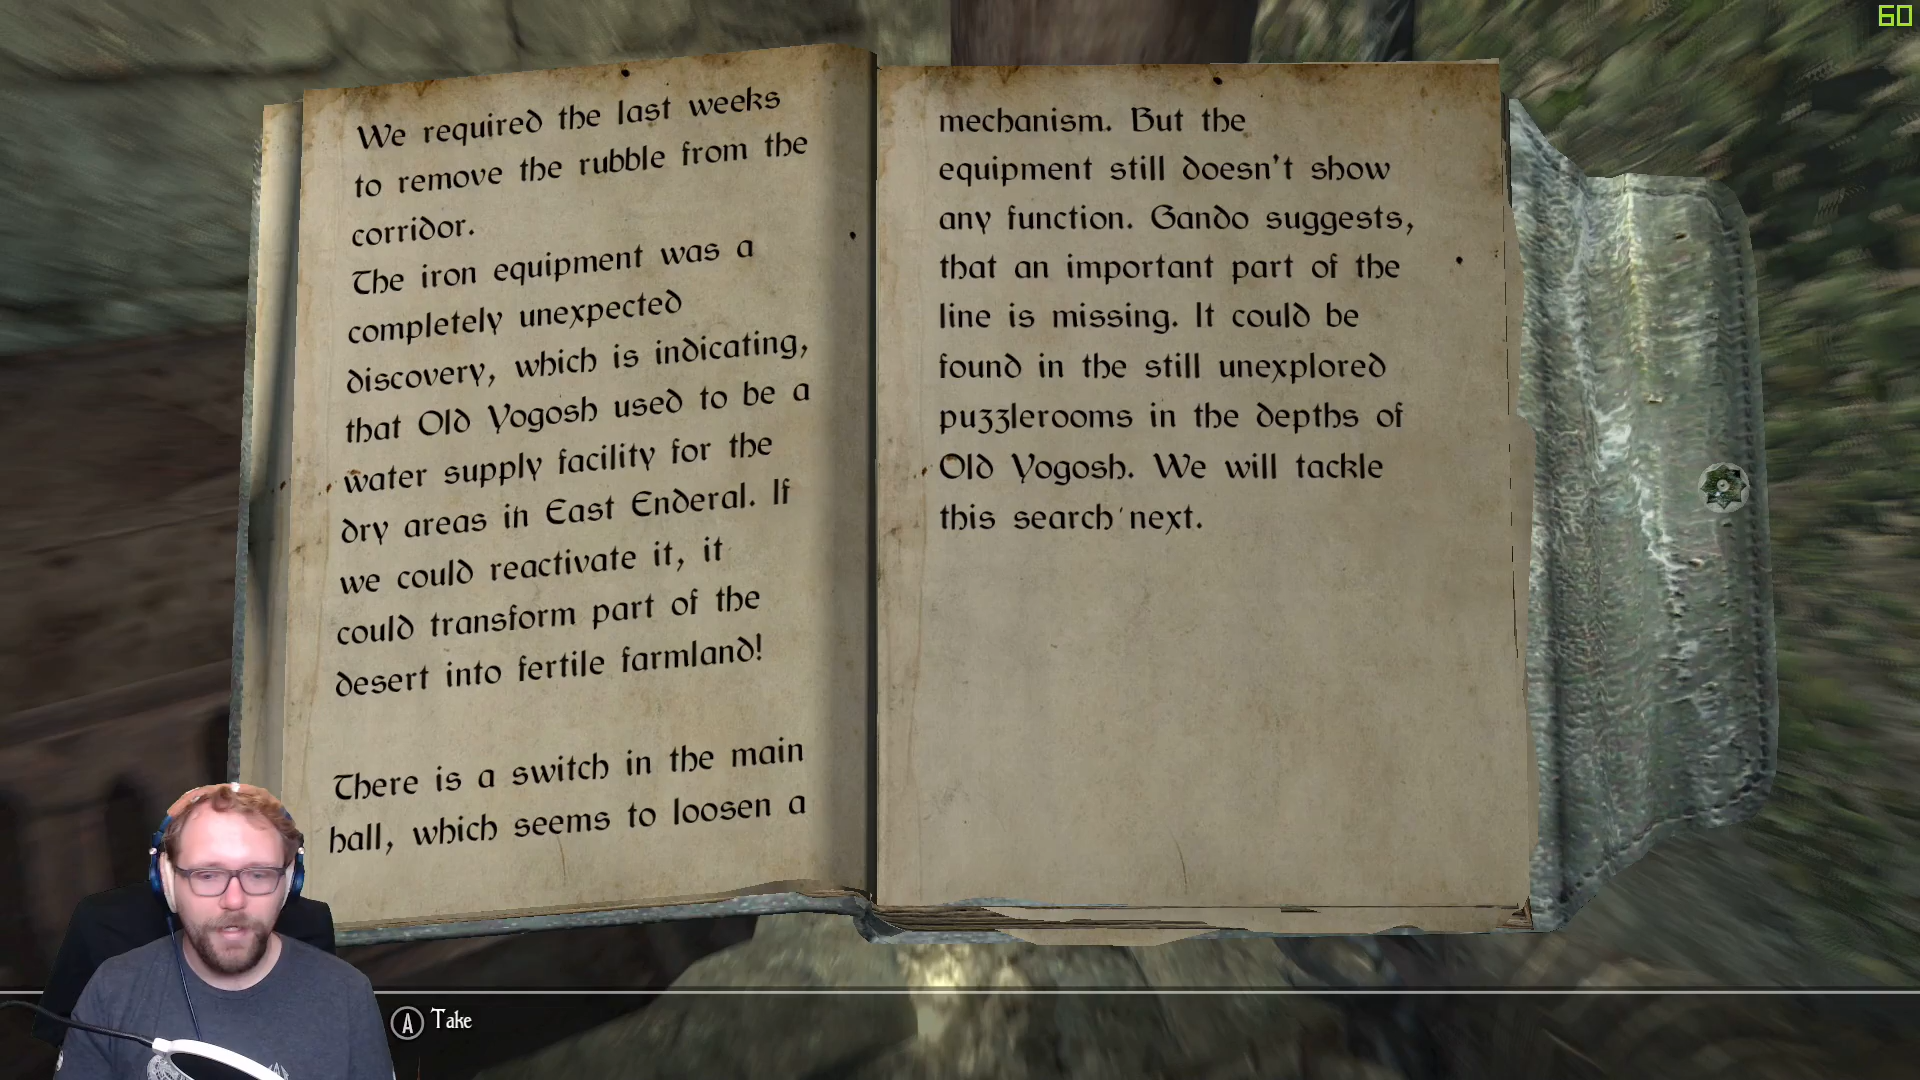 60
We required the last weeks
to remove the rubble from the
corridor.
The iron equipment was a
completely unexpected
discovery, which is indicating,
that Old Yogosh used to be a
water supply facility for the
dry areas in East Enderal. If
we could reactivate it, it
could transform part of the
desert into fertile farmland!
There is a switch in the main
hall, which seems to loosen a
mechanism. But the
equipment still doesn't show
any function. Gando suggests,
that an important part of the
line is missing. It could be
found in the still unexplored
puzzlerooms in the depths of
Old Yogosh. We will tackle
this search next.
A Take